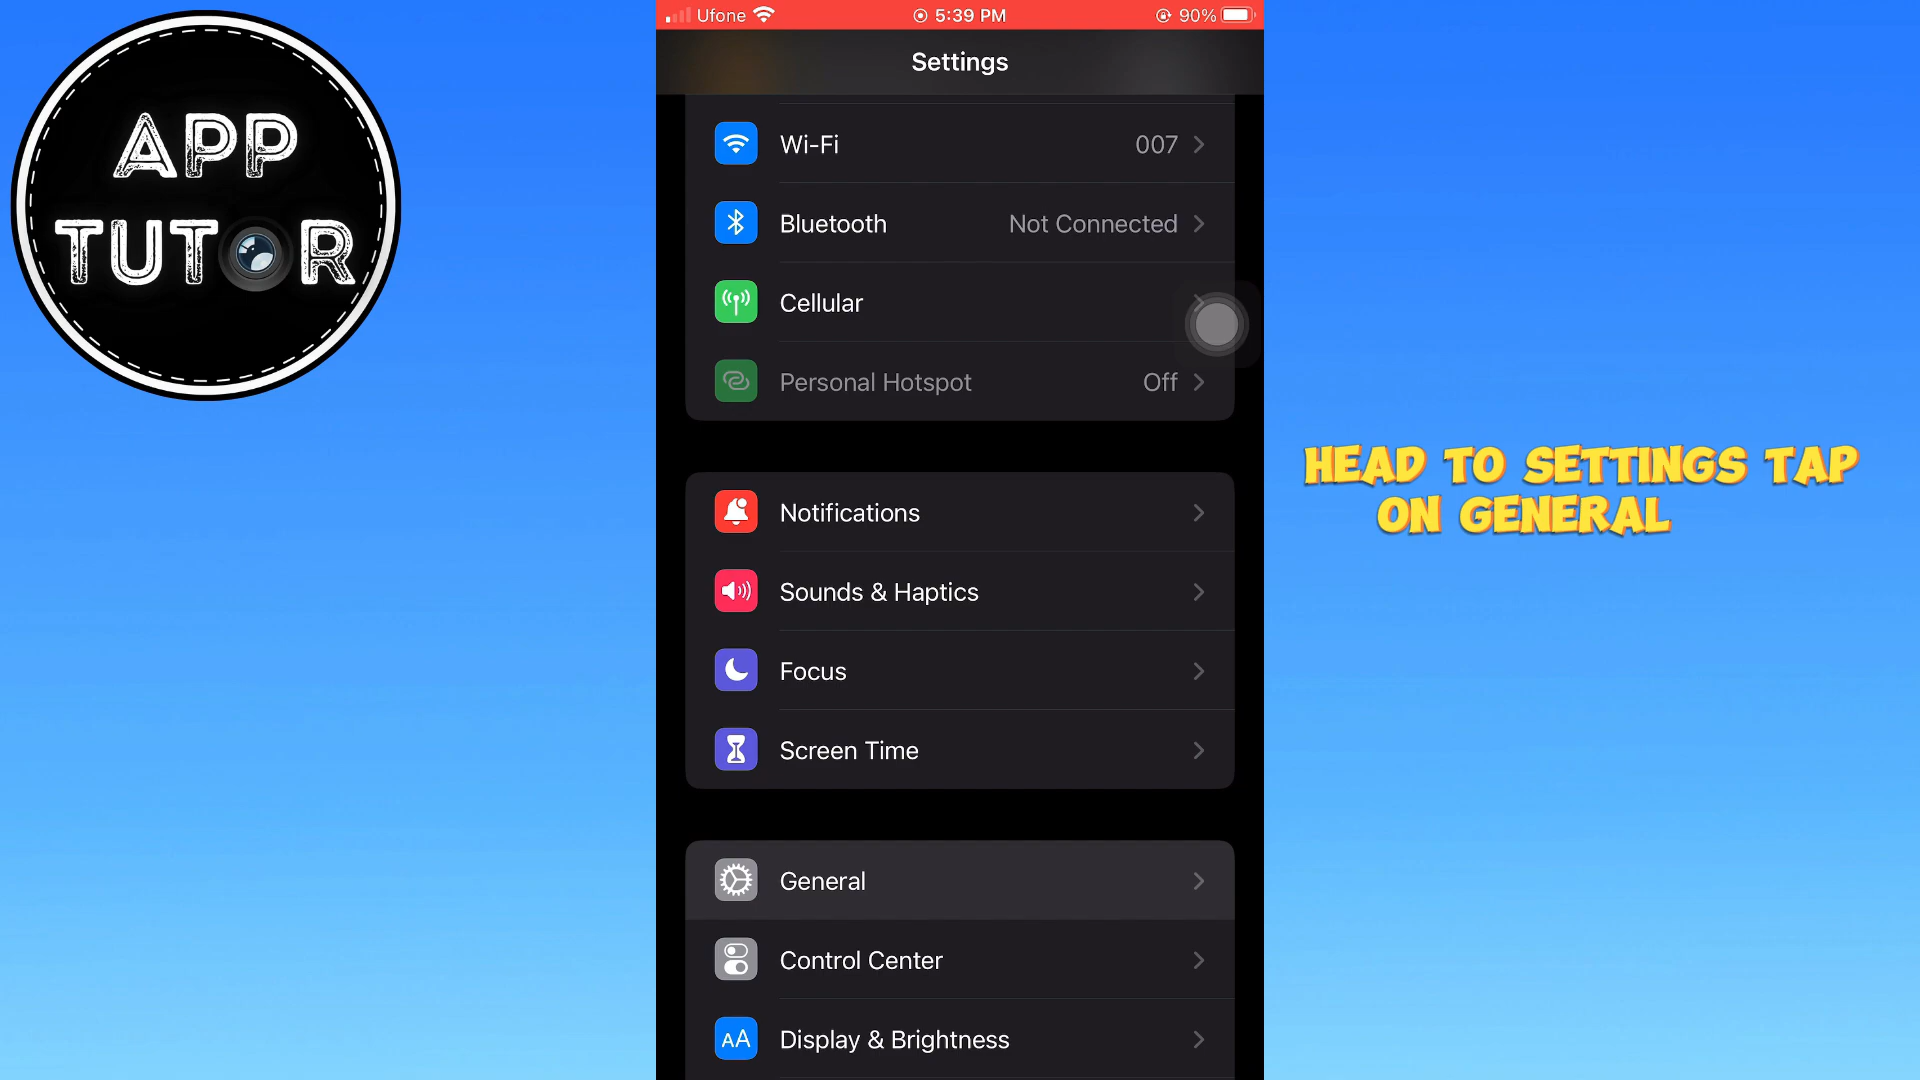 APP
TUTOR
Ufone
5:39 PM
90%
Settings
Wi-Fi
007
Bluetooth
Not Connected
Cellular
Personal Hotspot
Off
Notifications
Sounds & Haptics
Focus
Screen Time
General
Control Center
AA
Display & Brightness
HEAD TO SETTINGS TAP
ON GENERAL